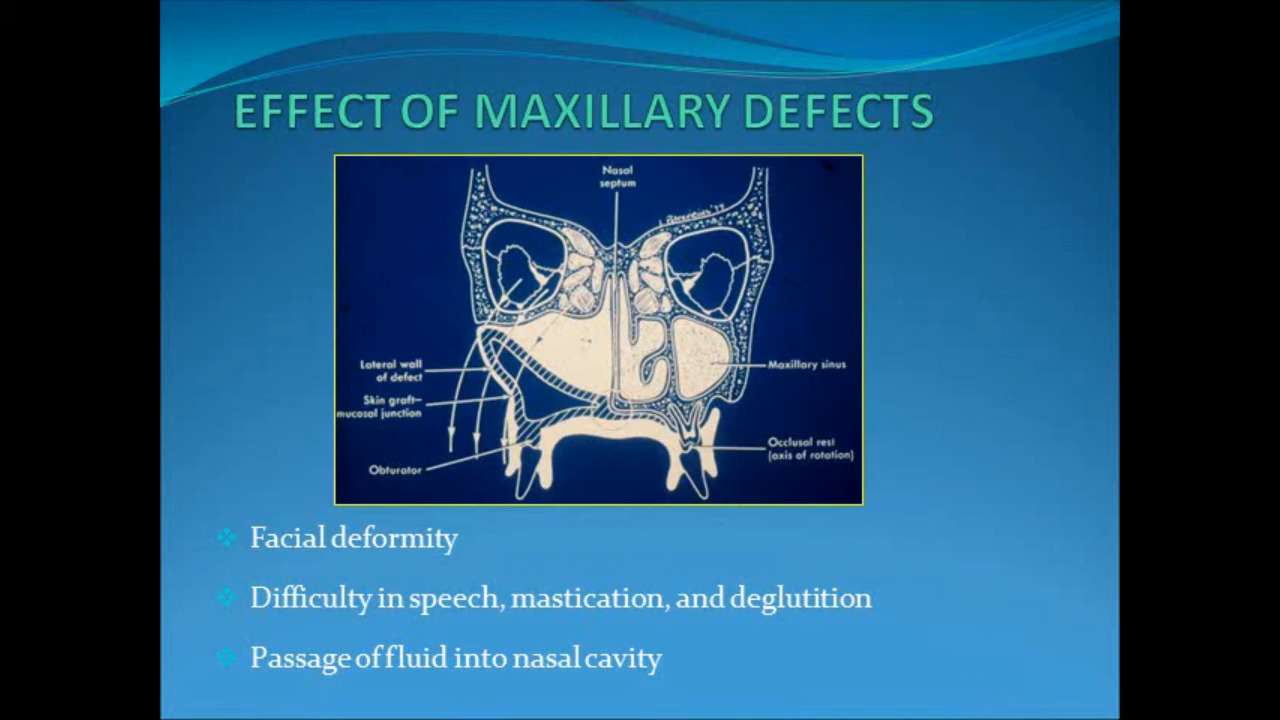 EFFECT OF MAXILLARY DEFECTS
Nasal
septum
Lateral wall
of defect
Skin graft-
mucosal junction
Obturator
Maxillary sinus
Occlusal rest
(axis of rotation)
Facial deformity
Difficulty in speech, mastication, and deglutition
Passage of fluid into nasal cavity